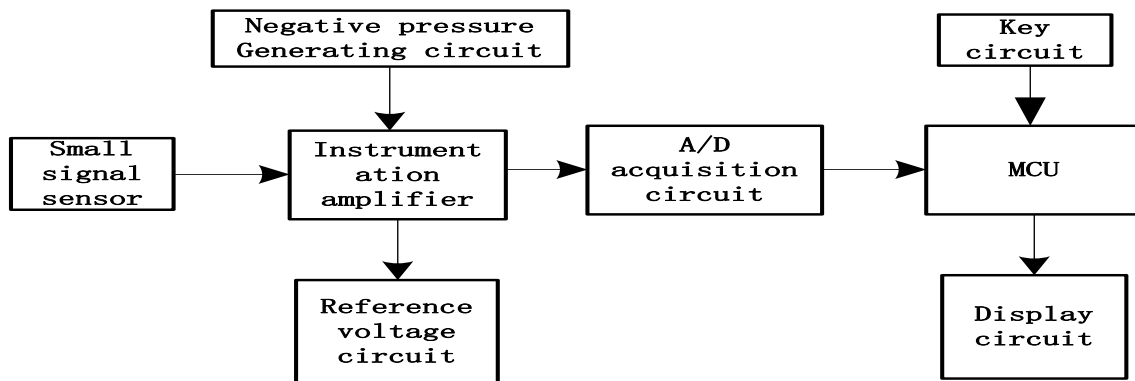 Negative pressure
Generating circuit
Key
circuit
Small
signal
sensor
Instrument
ation
amplifier
A/D
acquisition
circuit
MCU
Reference
voltage
circuit
Display
circuit